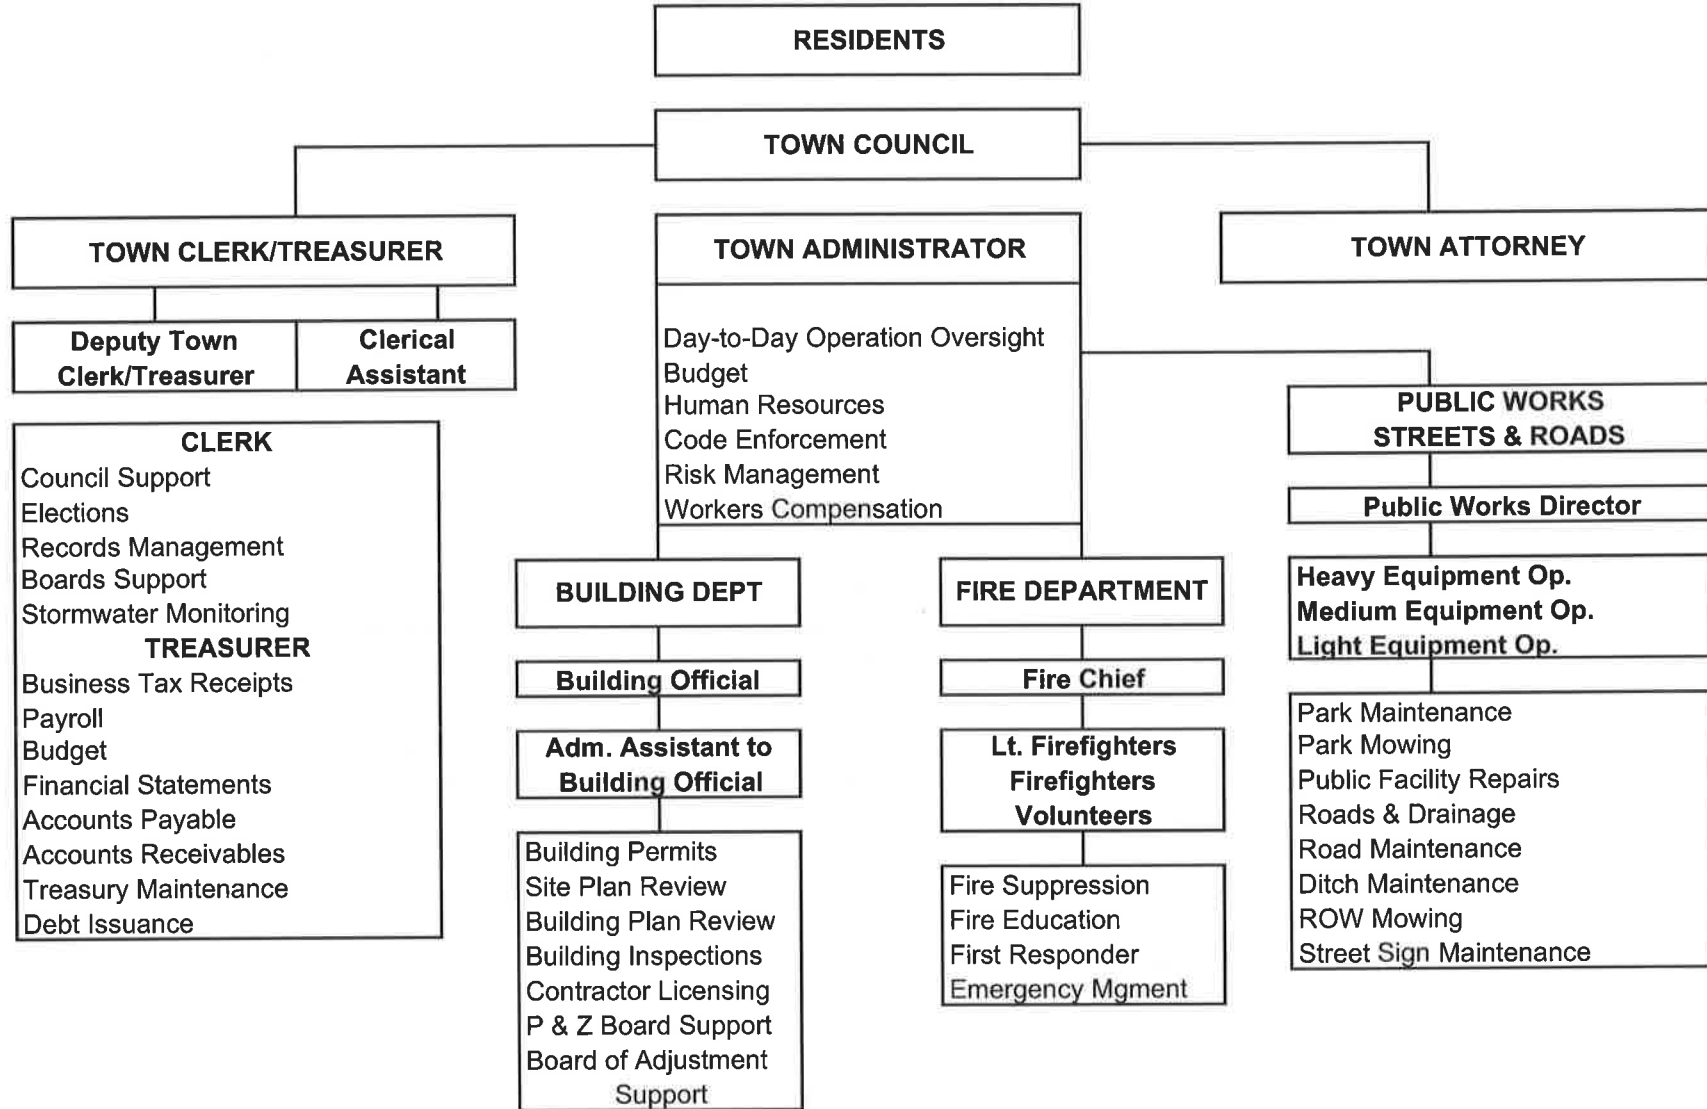 RESIDENTS
TOWN COUNCIL
TOWN CLERK/TREASURER
TOWN ADMINISTRATOR
TOWN ATTORNEY
Deputy Town
Clerk/Treasurer
Clerical
Assistant
CLERK
Council Support
Elections
Records Management
Boards Support
Stormwater Monitoring
TREASURER
Business Tax Receipts
Payroll
Budget
Financial Statements
Accounts Payable
Accounts Receivables
Treasury Maintenance
Debt Issuance
Day-to-Day Operation Oversight
Budget
Human Resources
Code Enforcement
Risk Management
Workers Compensation
BUILDING DEPT
Building Official
Adm. Assistant to
Building Official
Building Permits
Site Plan Review
Building Plan Review
Building Inspections
Contractor Licensing
P & Z Board Support
Board of Adjustment
Support
FIRE DEPARTMENT
Fire Chief
Lt. Firefighters
Firefighters
Volunteers
Fire Suppression
Fire Education
First Responder
Emergency Mgment
PUBLIC WORKS
STREETS & ROADS
Public Works Director
Heavy Equipment Op.
Medium Equipment Op.
Light Equipment Op.
Park Maintenance
Park Mowing
Public Facility Repairs
Roads & Drainage
Road Maintenance
Ditch Maintenance
ROW Mowing
Street Sign Maintenance